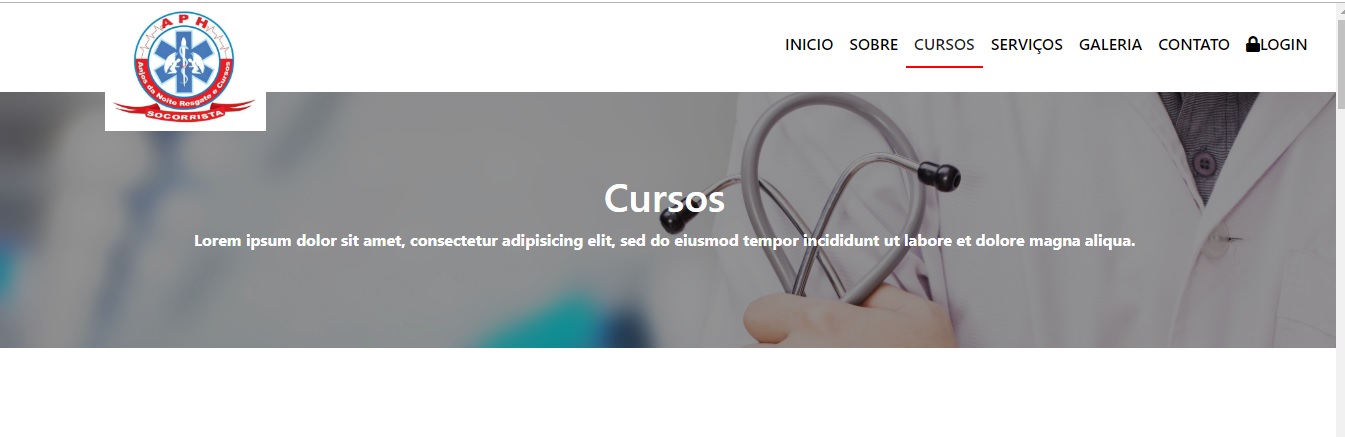 APH
Anjos da Noite Resgate e Cursos
SOCORRISTA
INICIO SOBRE CURSOS SERVIÇOS GALERIA CONTATO LOGIN
Cursos
Lorem ipsum dolor sit amet, consectetur adipisicing elit, sed do eiusmod tempor incididunt ut labore et dolore magna aliqua.